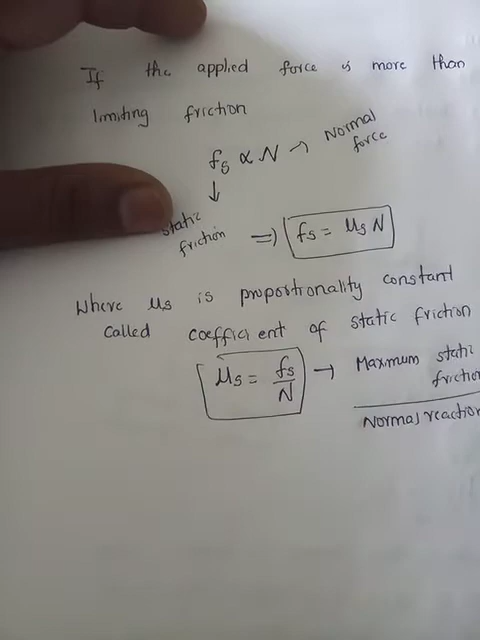 If the applied force is more than
limiting friction
fs ∝ N → Normal force
↓
static friction
⇒) fs = μs N
Where μs is proportionality constant
called coefficient of static friction
μs = fs/N → Maximum static friction / Normal reaction